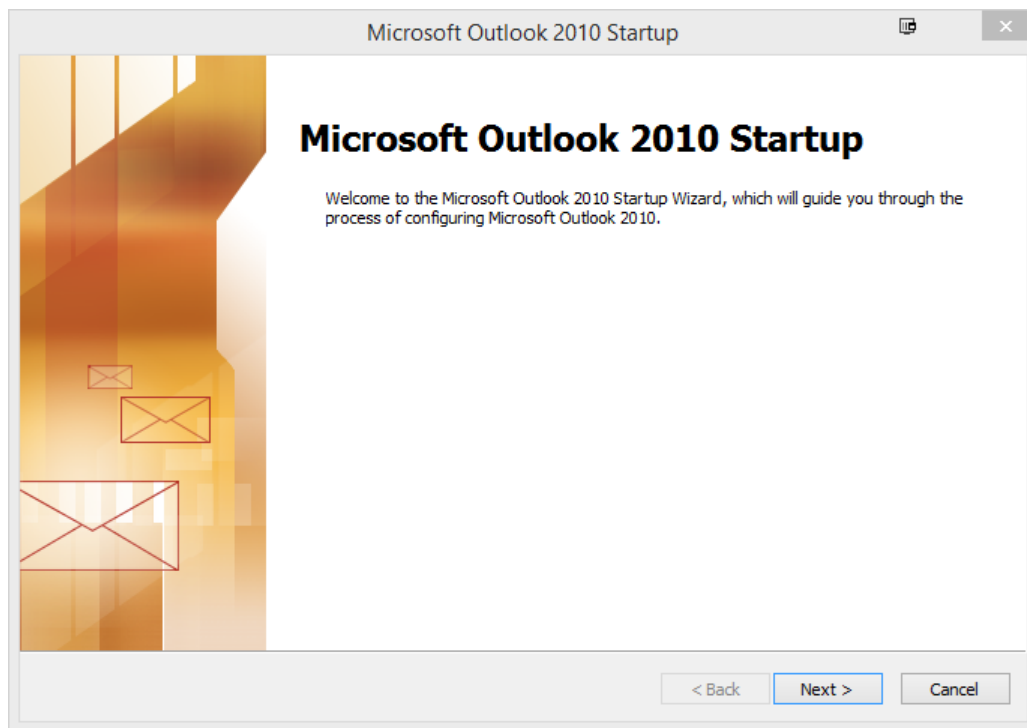 Microsoft Outlook 2010 Startup
Microsoft Outlook 2010 Startup
Welcome to the Microsoft Outlook 2010 Startup Wizard, which will guide you through the
process of configuring Microsoft Outlook 2010.
< Back Next > Cancel